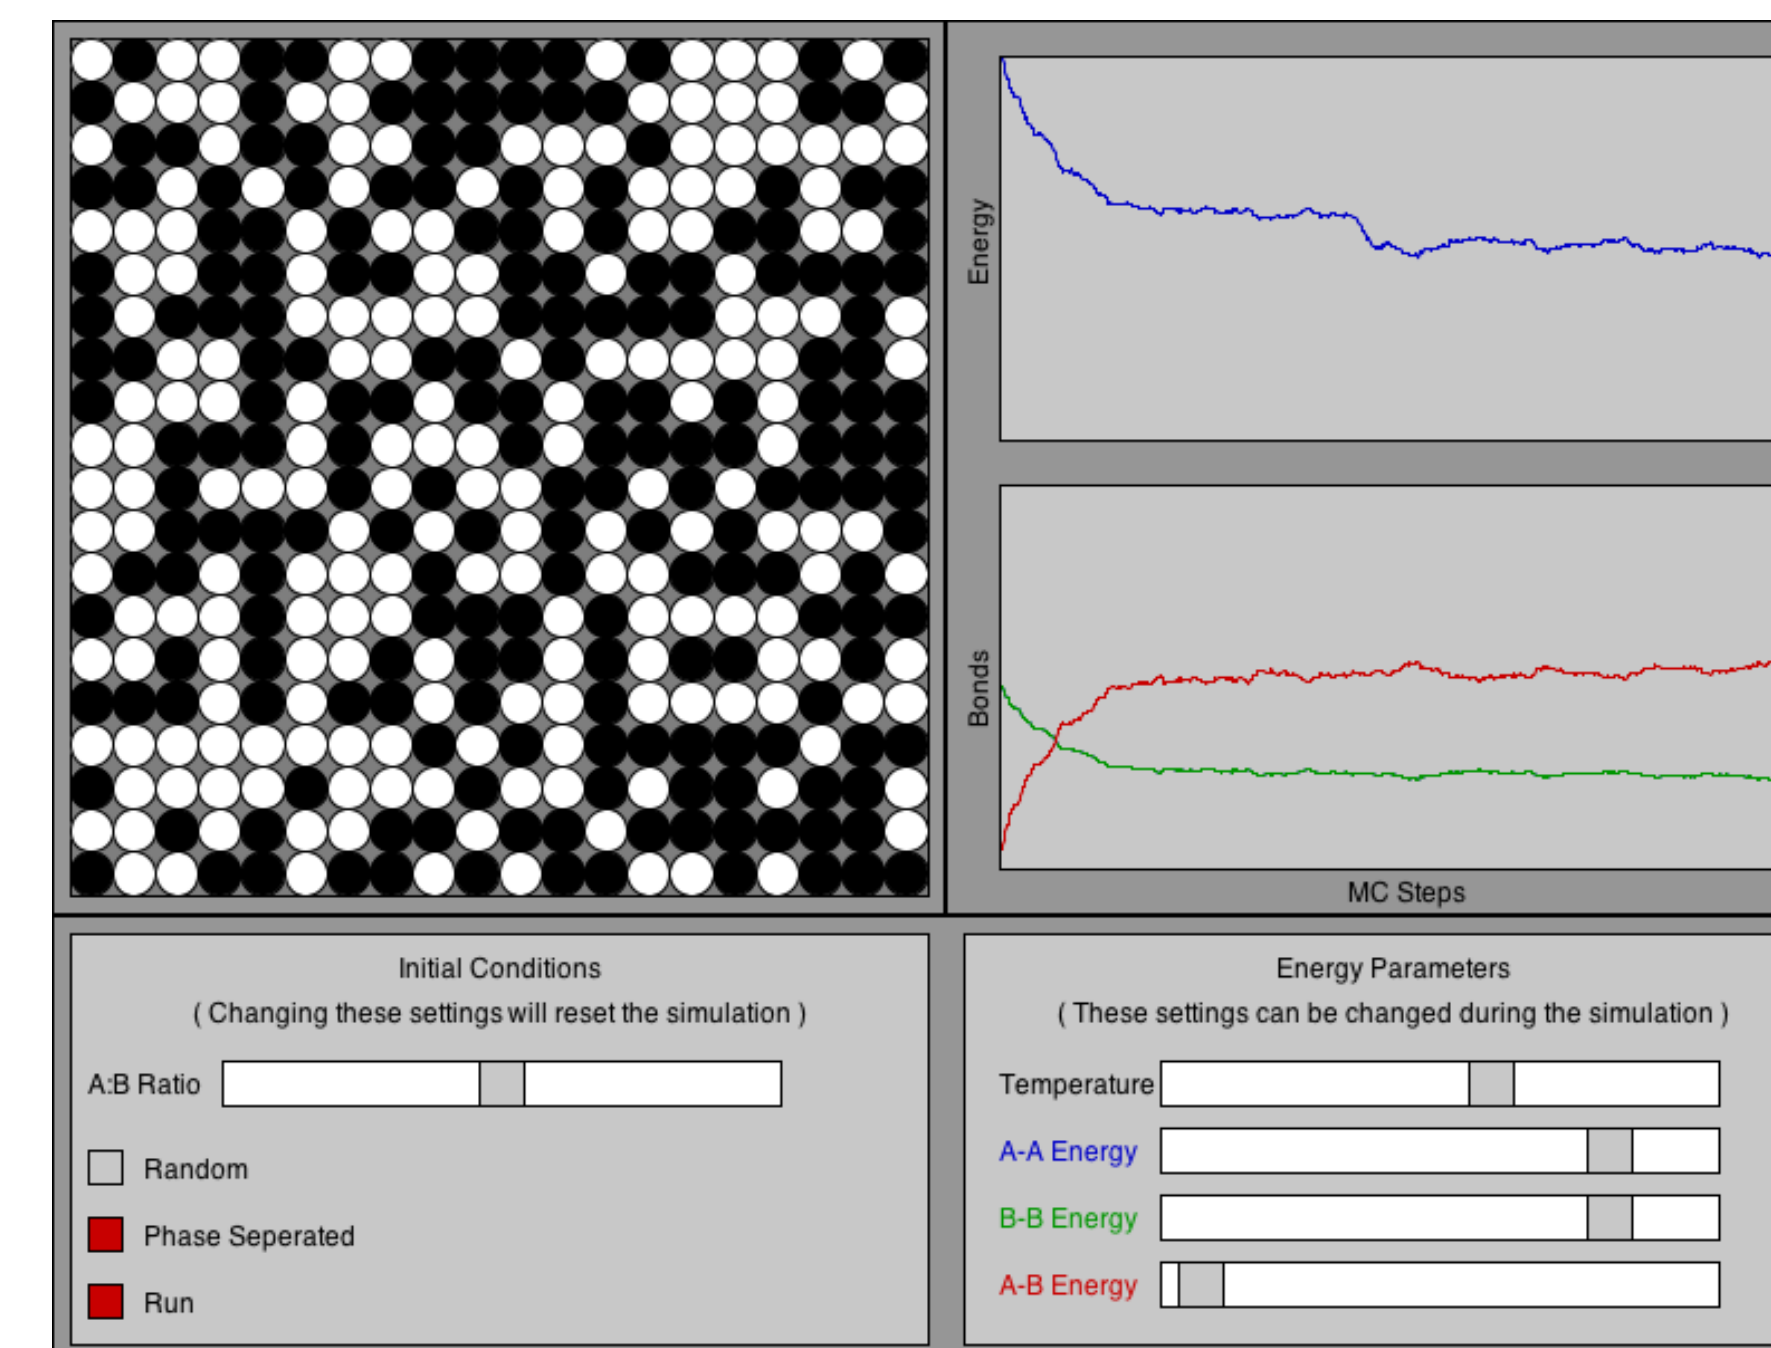 Energy
Bonds
MC Steps
Initial Conditions
( Changing these settings will reset the simulation )
A:B Ratio
Random
Phase Seperated
Run
Energy Parameters
( These settings can be changed during the simulation )
Temperature
A-A Energy
B-B Energy
A-B Energy